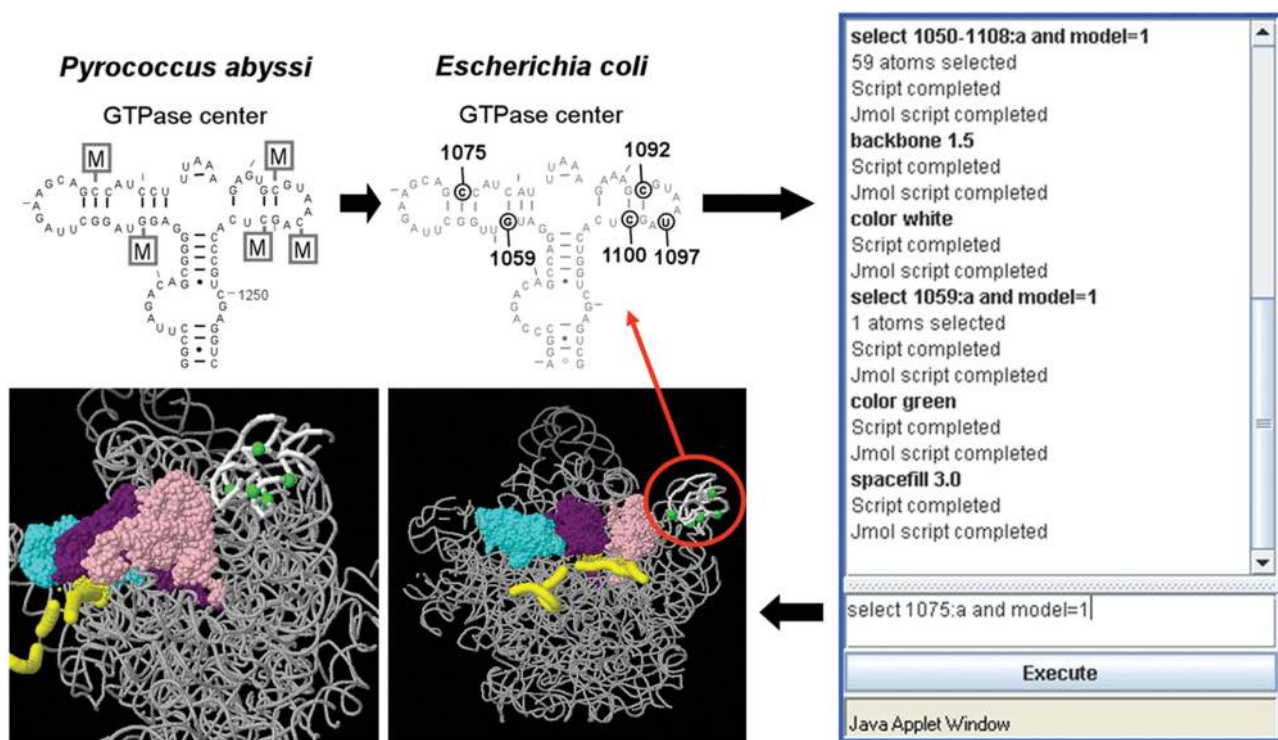 Pyrococcus abyssi
GTPase center
M
M
M
M
M
1250
Escherichia coli
GTPase center
1075
1092
C
C
G
C
U
1059
1100
1097
select 1050-1108:a and model=1
59 atoms selected
Script completed
Jmol script completed
backbone 1.5
Script completed
Jmol script completed
color white
Script completed
Jmol script completed
select 1059:a and model=1
1 atoms selected
Script completed
Jmol script completed
color green
Script completed
Jmol script completed
spacefill 3.0
Script completed
Jmol script completed
select 1075:a and model=1
Execute
Java Applet Window